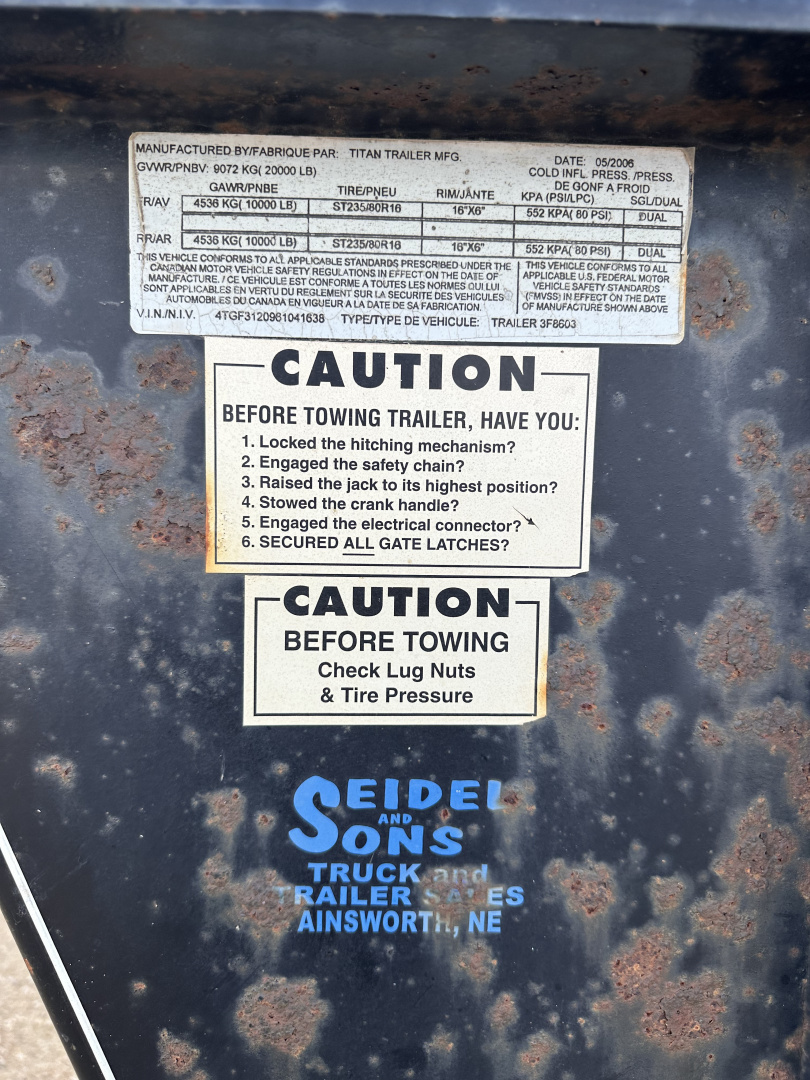 MANUFACTURED BY/FABRIQUE PAR: TITAN TRAILER MFG. DATE: 05/2006
GVWR/PNBV: 9072 KG( 20000 LB) COLD INFL. PRESS. /PRESS.
DE GONF A FROID
GAWR/PNBE TIRE/PNEU RIM/JANTE KPA (PSI/LPC) SGL/DUAL
FR/AV 4536 KG( 10000 LB) ST235/80R16 16"X6" 552 KPA( 80 PSI) DUAL
RR/AR 4536 KG( 10000 LB) ST235/80R16 16"X6" 552 KPA( 80 PSI) DUAL
THIS VEHICLE CONFORMS TO ALL APPLICABLE STANDARDS PRESCRIBED UNDER THE
CANADIAN MOTOR VEHICLE SAFETY REGULATIONS IN EFFECT ON THE DATE OF
MANUFACTURE. / CE VEHICULE EST CONFORME A TOUTES LES NORMES QUI LUI
SONT APPLICABLES EN VERTU DU REGLEMENT SUR LA SECURITE DES VEHICULES
AUTOMOBILES DU CANADA EN VIGUEUR A LA DATE DE SA FABRICATION.
THIS VEHICLE CONFORMS TO ALL
APPLICABLE U.S. FEDERAL MOTOR
VEHICLE SAFETY STANDARDS
(FMVSS) IN EFFECT ON THE DATE
OF MANUFACTURE SHOWN ABOVE
V.I.N./N.I.V. 4TGF3120981041638 TYPE/TYPE DE VEHICULE: TRAILER 3F8603
CAUTION
BEFORE TOWING TRAILER, HAVE YOU:
1. Locked the hitching mechanism?
2. Engaged the safety chain?
3. Raised the jack to its highest position?
4. Stowed the crank handle?
5. Engaged the electrical connector?
6. SECURED ALL GATE LATCHES?
CAUTION
BEFORE TOWING
Check Lug Nuts
& Tire Pressure
SEIDEL
AND
SONS
TRUCK and
TRAILER SALES
AINSWORTH, NE